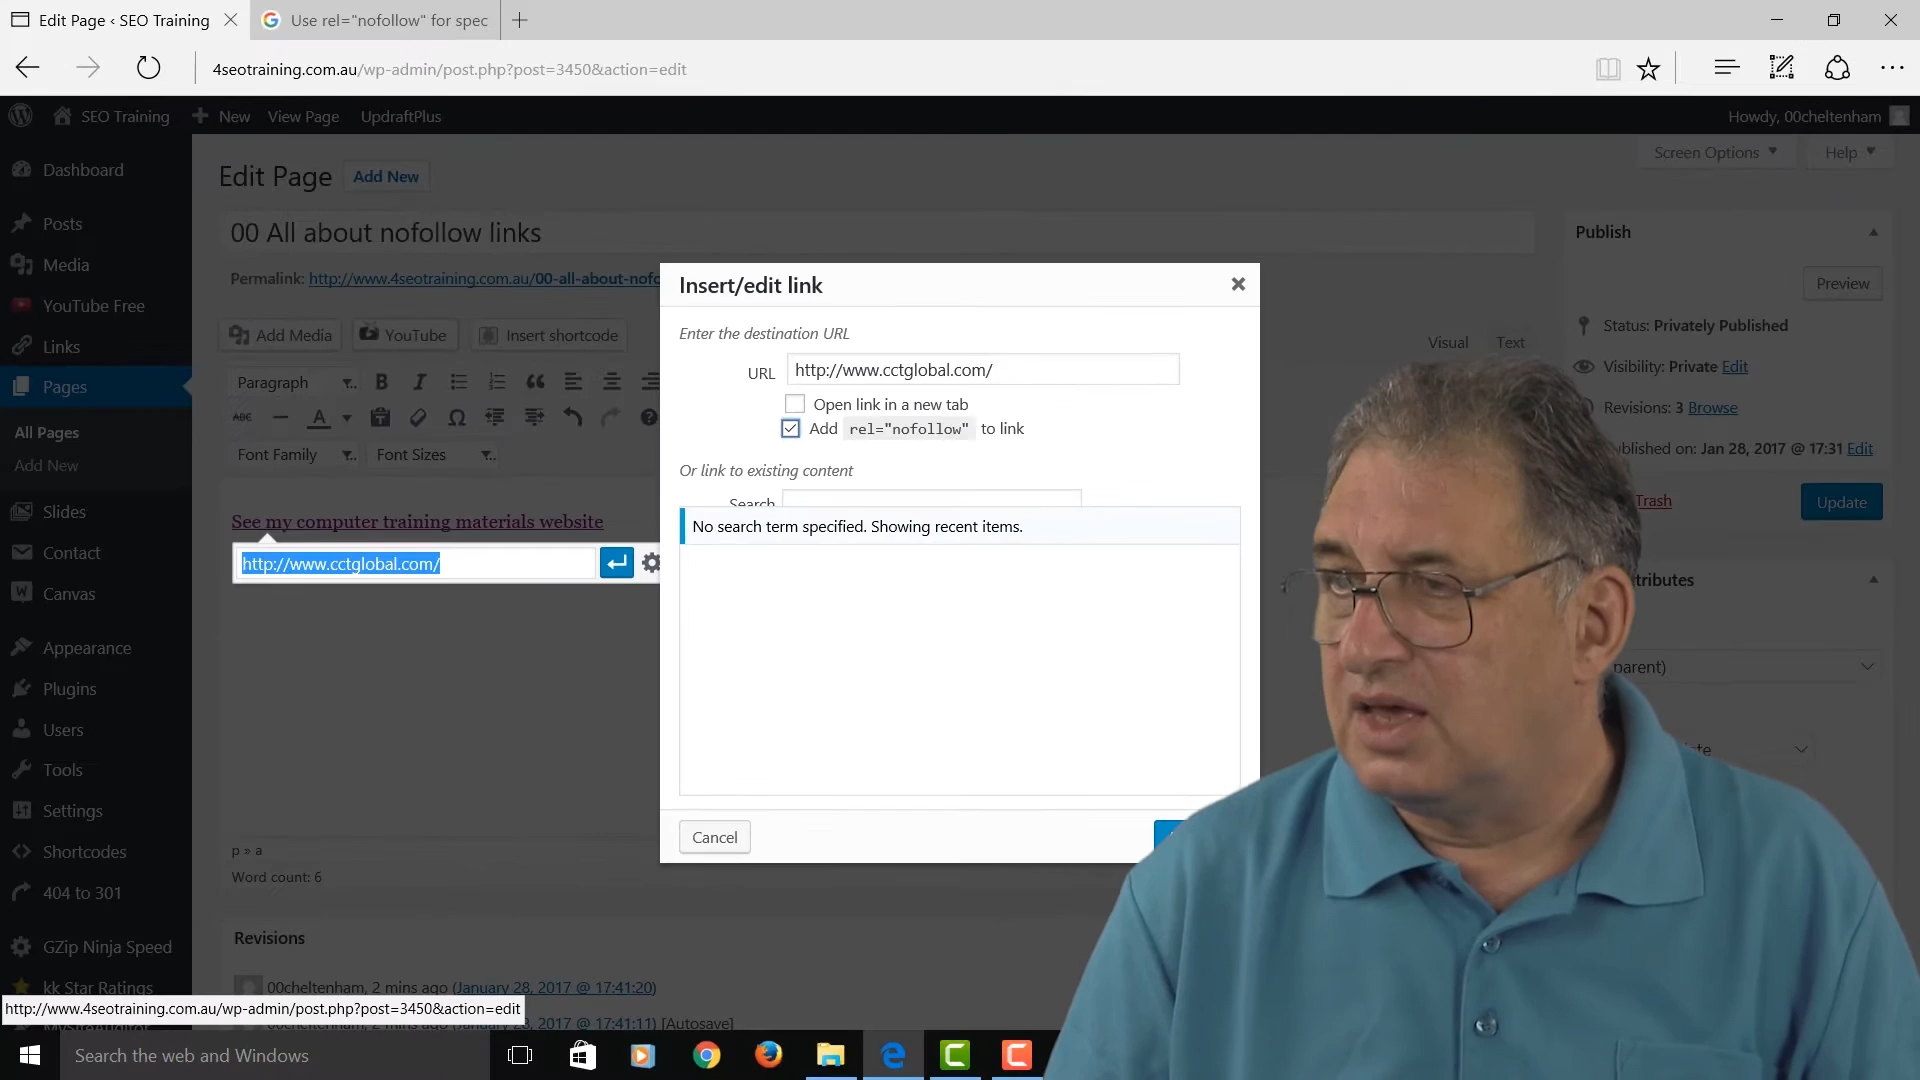 Edit Page ‹ SEO Training
Use rel="nofollow" for spec
4seotraining.com.au/wp-admin/post.php?post=3450&action=edit
SEO Training
New
View Page
UpdraftPlus
Howdy, 00cheltenham
Screen Options
Help
Dashboard
Posts
Media
YouTube Free
Links
Pages
All Pages
Add New
Slides
Contact
Testimonials
Canvas
Appearance
Plugins
Users
Tools
Settings
Shortcodes
404 to 301
GZip Ninja Speed
kk Star Ratings
Edit Page
Add New
00 All about nofollow links
Permalink: http://www.4seotraining.com.au/00-all-about-nofo
Add Media
YouTube
Insert shortcode
Visual
Text
Paragraph
B
I
ABC
A
Font Family
Font Sizes
See my computer training materials website
http://www.cctglobal.com/
p » a
Word count: 6
Revisions
00cheltenham, 2 mins ago (January 28, 2017 @ 17:41:20)
00cheltenham, 2 mins ago (January 28, 2017 @ 17:41:11) [Autosave]
Insert/edit link
Enter the destination URL
URL
http://www.cctglobal.com/
Open link in a new tab
Add rel="nofollow" to link
Or link to existing content
Search
No search term specified. Showing recent items.
Cancel
Publish
Preview
Status: Privately Published
Visibility: Private Edit
Revisions: 3 Browse
blished on: Jan 28, 2017 @ 17:31 Edit
Trash
Update
tributes
parent)
http://www.4seotraining.com.au/wp-admin/post.php?post=3450&action=edit
Search the web and Windows